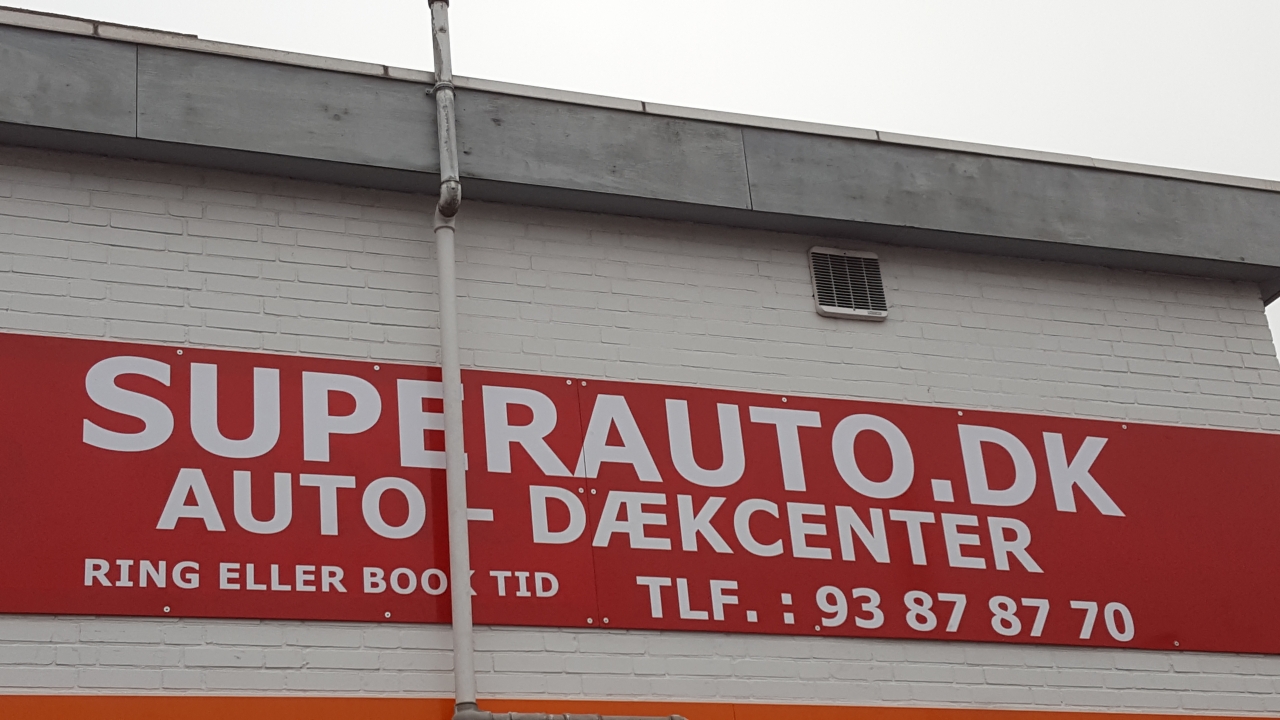 SUPERAUTO.DK
AUTO - DÆKCENTER
RING ELLER BOOK TID
TLF. : 93 87 87 70